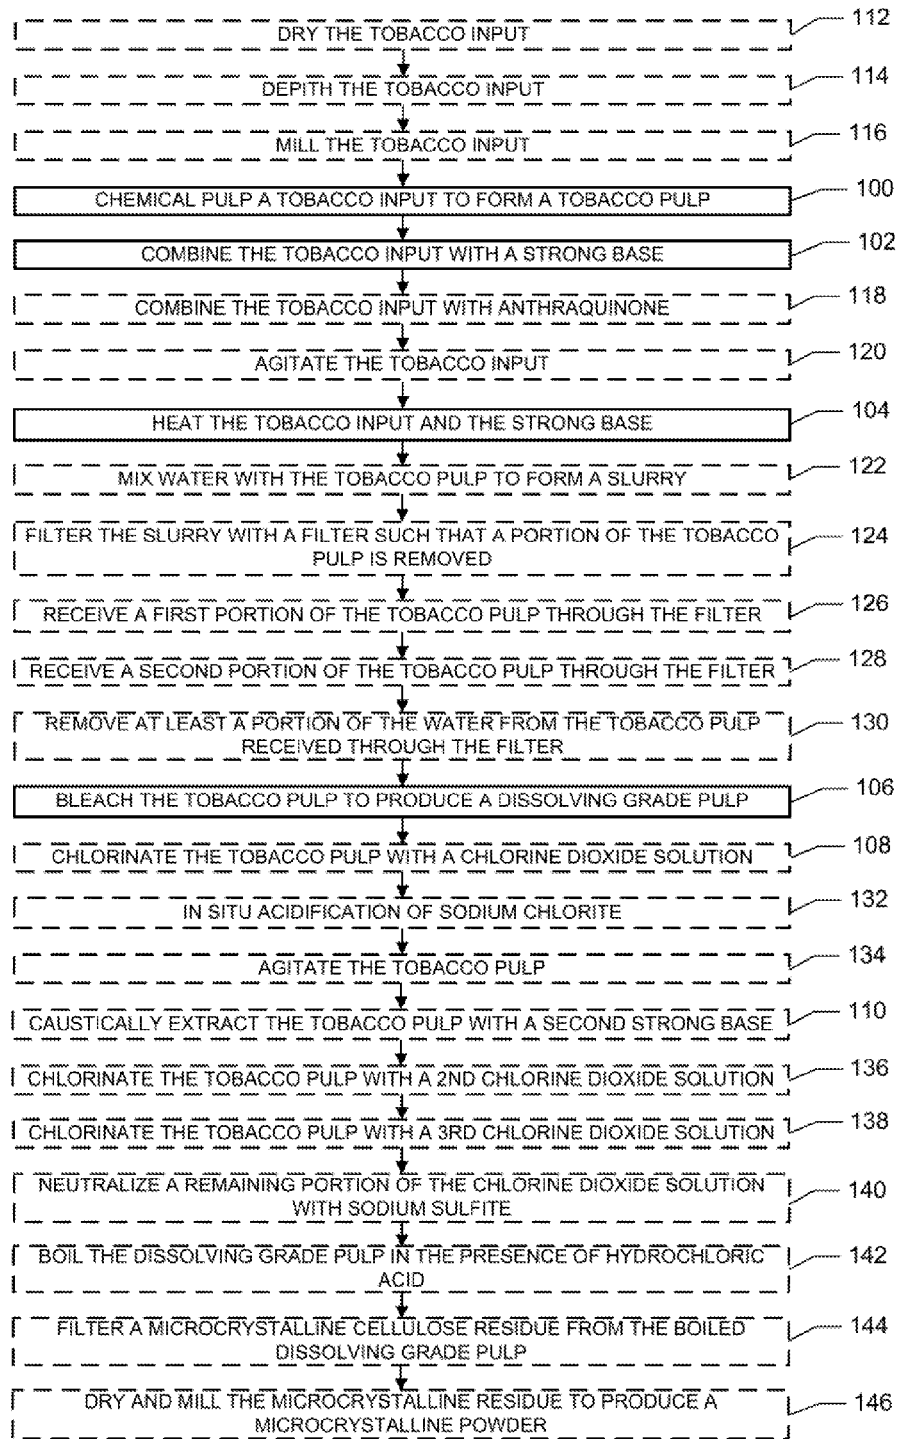 DRY THE TOBACCO INPUT 112
DEPITH THE TOBACCO INPUT 114
MILL THE TOBACCO INPUT 116
CHEMICAL PULP A TOBACCO INPUT TO FORM A TOBACCO PULP 100
COMBINE THE TOBACCO INPUT WITH A STRONG BASE 102
COMBINE THE TOBACCO INPUT WITH ANTHRAQUINONE 118
AGITATE THE TOBACCO INPUT 120
HEAT THE TOBACCO INPUT AND THE STRONG BASE 104
MIX WATER WITH THE TOBACCO PULP TO FORM A SLURRY 122
FILTER THE SLURRY WITH A FILTER SUCH THAT A PORTION OF THE TOBACCO
PULP IS REMOVED 124
RECEIVE A FIRST PORTION OF THE TOBACCO PULP THROUGH THE FILTER 126
RECEIVE A SECOND PORTION OF THE TOBACCO PULP THROUGH THE FILTER 128
REMOVE AT LEAST A PORTION OF THE WATER FROM THE TOBACCO PULP
RECEIVED THROUGH THE FILTER 130
BLEACH THE TOBACCO PULP TO PRODUCE A DISSOLVING GRADE PULP 106
CHLORINATE THE TOBACCO PULP WITH A CHLORINE DIOXIDE SOLUTION 108
IN SITU ACIDIFICATION OF SODIUM CHLORITE 132
AGITATE THE TOBACCO PULP 134
CAUSTICALLY EXTRACT THE TOBACCO PULP WITH A SECOND STRONG BASE 110
CHLORINATE THE TOBACCO PULP WITH A 2ND CHLORINE DIOXIDE SOLUTION 136
CHLORINATE THE TOBACCO PULP WITH A 3RD CHLORINE DIOXIDE SOLUTION 138
NEUTRALIZE A REMAINING PORTION OF THE CHLORINE DIOXIDE SOLUTION
WITH SODIUM SULFITE 140
BOIL THE DISSOLVING GRADE PULP IN THE PRESENCE OF HYDROCHLORIC
ACID 142
FILTER A MICROCRYSTALLINE CELLULOSE RESIDUE FROM THE BOILED
DISSOLVING GRADE PULP 144
DRY AND MILL THE MICROCRYSTALLINE RESIDUE TO PRODUCE A
MICROCRYSTALLINE POWDER 146